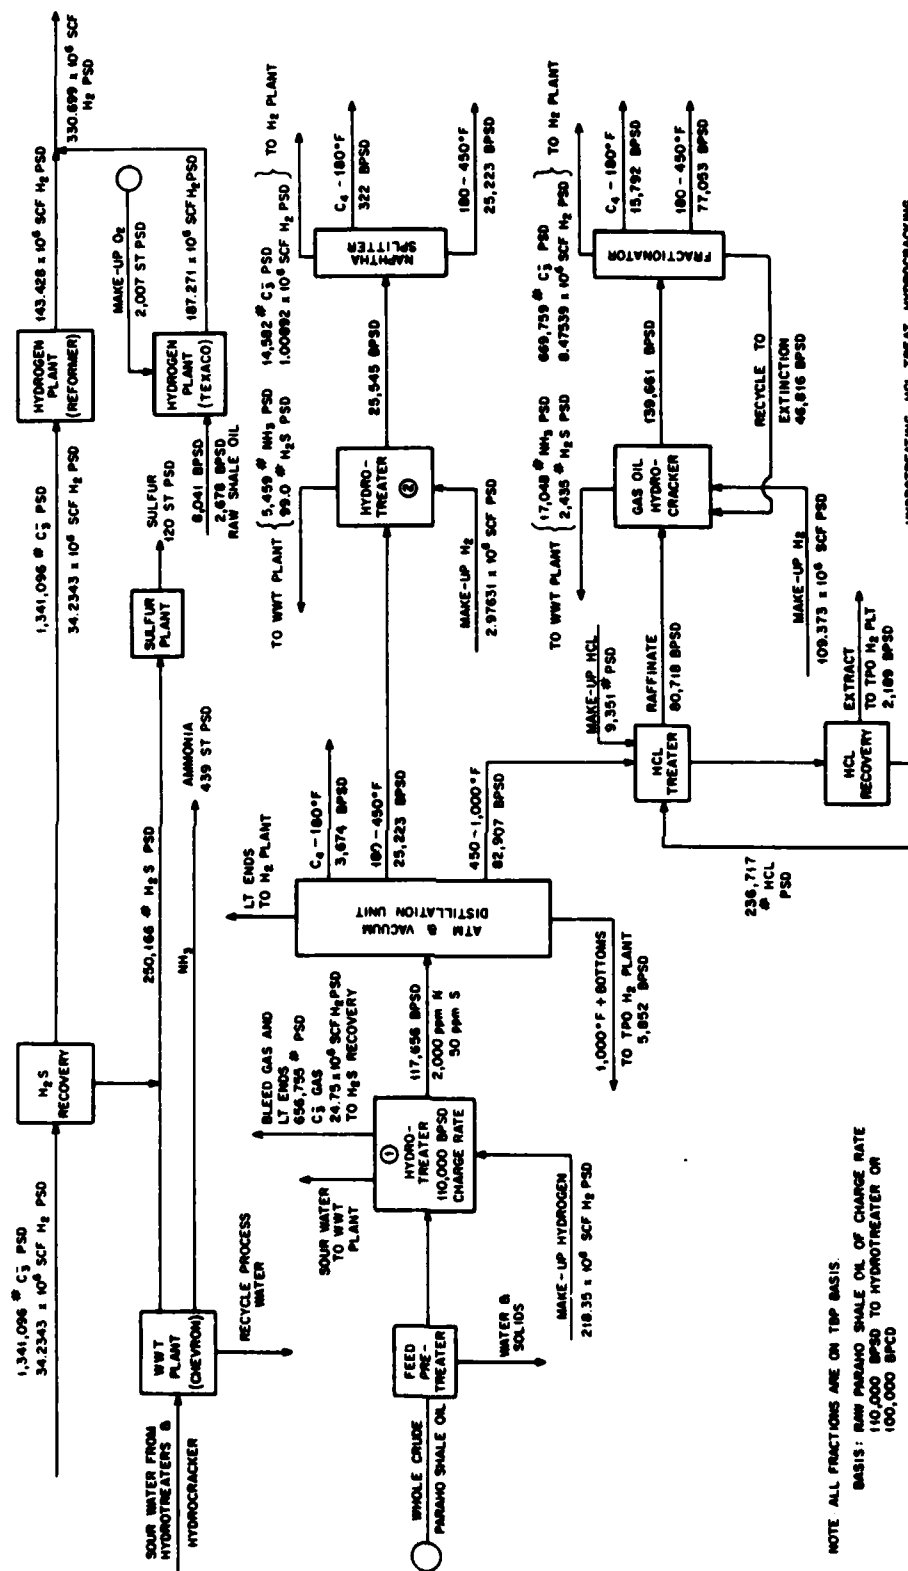 1,341,096 # C3̄ PSD
34.2343 x 10⁶ SCF H₂ PSD
H₂S
RECOVERY
1,341,096 # C3̄ PSD
34.2343 x 10⁶ SCF H₂ PSD
HYDROGEN
PLANT
(REFORMER)
143.428 x 10⁶ SCF H₂ PSD
330.699 x 10⁶ SCF
H₂ PSD
MAKE-UP O₂
2,007 ST PSD
HYDROGEN
PLANT
(TEXACO)
187.271 x 10⁶ SCF H₂ PSD
8,041 BPSD
2,678 BPSD
RAW SHALE OIL
SOUR WATER FROM
HYDROTREATERS &
HYDROCRACKER
WWT
PLANT
(CHEVRON)
RECYCLE PROCESS
WATER
250,166 # H₂S PSD
SULFUR
PLANT
SULFUR
120 ST PSD
NH₃
AMMONIA
439 ST PSD
WHOLE CRUDE
PARAHO SHALE OIL
FEED
PRE-
TREATER
WATER &
SOLIDS
SOUR WATER
TO WWT
PLANT
BLEED GAS AND
LT ENDS
656,755 # PSD
C3̄ GAS
24.75 x 10⁶ SCF H₂ PSD
TO H₂S RECOVERY
①
HYDRO-
TREATER
110,000 BPSD
CHARGE RATE
MAKE-UP HYDROGEN
218.35 x 10⁶ SCF H₂ PSD
117,656 BPSD
2,000 ppm N
50 ppm S
LT ENDS
TO H₂ PLANT
ATM & VACUUM
DISTILLATION UNIT
1,000°F + BOTTOMS
TO TPO H₂ PLANT
5,852 BPSD
C₄ - 180°F
3,674 BPSD
180 - 450°F
25,223 BPSD
450 - 1,000°F
82,907 BPSD
TO WWT PLANT { 5,459 # NH₃ PSD
99.0 # H₂S PSD
HYDRO-
TREATER
②
MAKE-UP H₂
2.97631 x 10⁶ SCF PSD
25,545 BPSD
14,582 # C3̄ PSD
1.00892 x 10⁶ SCF H₂ PSD } TO H₂ PLANT
NAPHTHA
SPLITTER
C₄ - 180°F
322 BPSD
180 - 450°F
25,223 BPSD
MAKE-UP HCL
9,351 # PSD
HCL
TREATER
RAFFINATE
80,718 BPSD
236,717
# HCL
PSD
HCL
RECOVERY
EXTRACT
TO TPO H₂ PLT
2,189 BPSD
TO WWT PLANT { 17,048 # NH₃ PSD
2,435 # H₂S PSD
GAS OIL
HYDRO-
CRACKER
MAKE-UP H₂
109.373 x 10⁶ SCF PSD
139,661 BPSD
RECYCLE TO
EXTINCTION
46,816 BPSD
669,759 # C3̄ PSD
8.47539 x 10⁶ SCF H₂ PSD } TO H₂ PLANT
FRACTIONATOR
C₄ - 180°F
15,792 BPSD
180 - 450°F
77,053 BPSD
NOTE ALL FRACTIONS ARE ON TBP BASIS.
BASIS: RAW PARAHO SHALE OIL OF CHARGE RATE
110,000 BPSD TO HYDROTREATER OR
100,000 BPCD